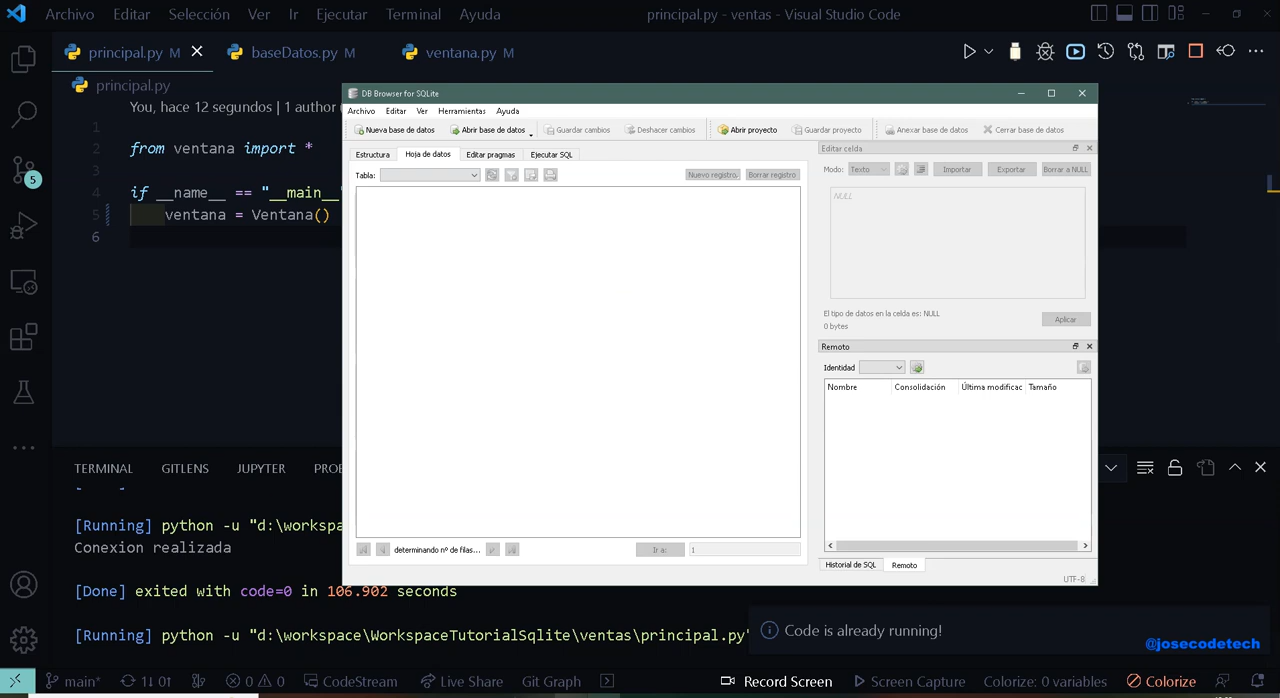 Archivo Editar Selección Ver Ir Ejecutar Terminal Ayuda principal.py - ventas - Visual Studio Code
principal.py M baseDatos.py M ventana.py M
principal.py
You, hace 12 segundos | 1 author (
1
2 from ventana import *
3
4 if __name__ == "__main__"
5 ventana = Ventana()
6
5
DB Browser for SQLite
Archivo Editar Ver Herramientas Ayuda
Nueva base de datos Abrir base de datos Guardar cambios Deshacer cambios Abrir proyecto Guardar proyecto Anexar base de datos Cerrar base de datos
Estructura Hoja de datos Editar pragmas Ejecutar SQL
Tabla: Nuevo registro. Borrar registro
determinando nº de filas... Ir a: 1
Editar celda
Modo: Texto Importar Exportar Borrar a NULL
NULL
El tipo de datos en la celda es: NULL
0 bytes
Aplicar
Remoto
Identidad
Nombre Consolidación Última modificac Tamaño
Historial de SQL Remoto
UTF-8
TERMINAL GITLENS JUPYTER PROB
[Running] python -u "d:\workspa
Conexion realizada
[Done] exited with code=0 in 106.902 seconds
[Running] python -u "d:\workspace\WorkspaceTutorialSqlite\ventas\principal.py"
Code is already running!
@josecodetech
main* 1↓ 0↑ 0 0 CodeStream Live Share Git Graph Record Screen Screen Capture Colorize: 0 variables Colorize